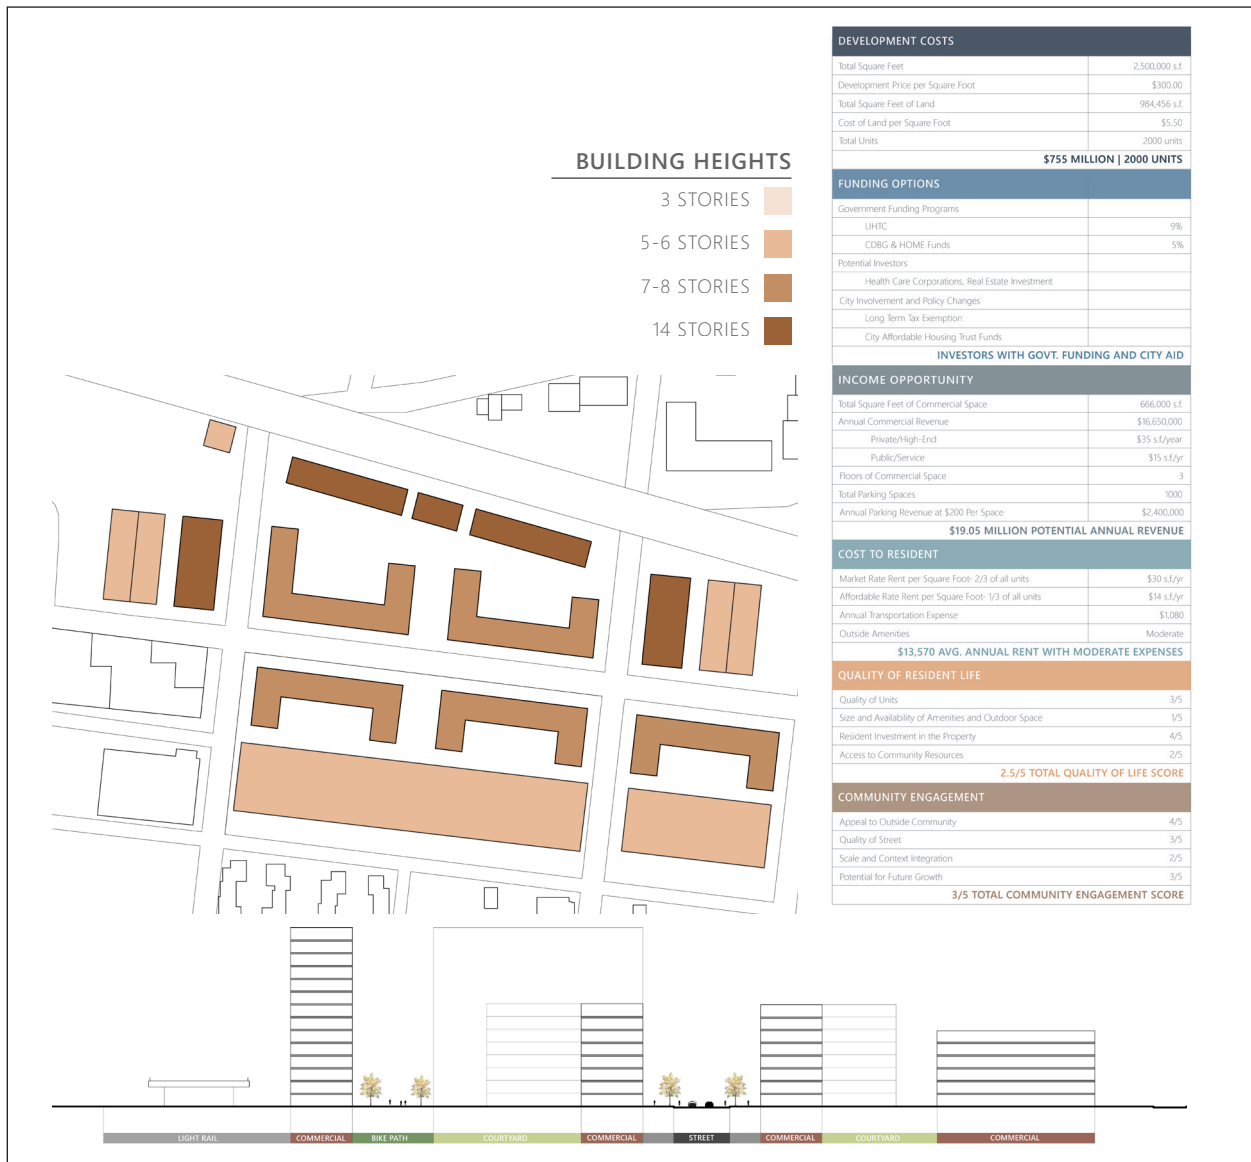 BUILDING HEIGHTS
3 STORIES
5-6 STORIES
7-8 STORIES
14 STORIES
DEVELOPMENT COSTS
Total Square Feet 2,500,000 s.f.
Development Price per Square Foot $300.00
Total Square Feet of Land 984,456 s.f.
Cost of Land per Square Foot $5.50
Total Units 2000 units
$755 MILLION | 2000 UNITS
FUNDING OPTIONS
Government Funding Programs
LIHTC 9%
CDBG & HOME Funds 5%
Potential Investors
Health Care Corporations, Real Estate Investment
City Involvement and Policy Changes
Long Term Tax Exemption
City Affordable Housing Trust Funds
INVESTORS WITH GOVT. FUNDING AND CITY AID
INCOME OPPORTUNITY
Total Square Feet of Commercial Space 666,000 s.f.
Annual Commercial Revenue $16,650,000
Private/High-End $35 s.f./year
Public/Service $15 s.f./yr
Floors of Commercial Space 3
Total Parking Spaces 1000
Annual Parking Revenue at $200 Per Space $2,400,000
$19.05 MILLION POTENTIAL ANNUAL REVENUE
COST TO RESIDENT
Market Rate Rent per Square Foot- 2/3 of all units $30 s.f./yr
Affordable Rate Rent per Square Foot- 1/3 of all units $14 s.f./yr
Annual Transportation Expense $1,080
Outside Amenities Moderate
$13,570 AVG. ANNUAL RENT WITH MODERATE EXPENSES
QUALITY OF RESIDENT LIFE
Quality of Units 3/5
Size and Availability of Amenities and Outdoor Space 1/5
Resident Investment in the Property 4/5
Access to Community Resources 2/5
2.5/5 TOTAL QUALITY OF LIFE SCORE
COMMUNITY ENGAGEMENT
Appeal to Outside Community 4/5
Quality of Street 3/5
Scale and Context Integration 2/5
Potential for Future Growth 3/5
3/5 TOTAL COMMUNITY ENGAGEMENT SCORE
LIGHT RAIL COMMERCIAL BIKE PATH COURTYARD COMMERCIAL STREET COMMERCIAL COURTYARD COMMERCIAL